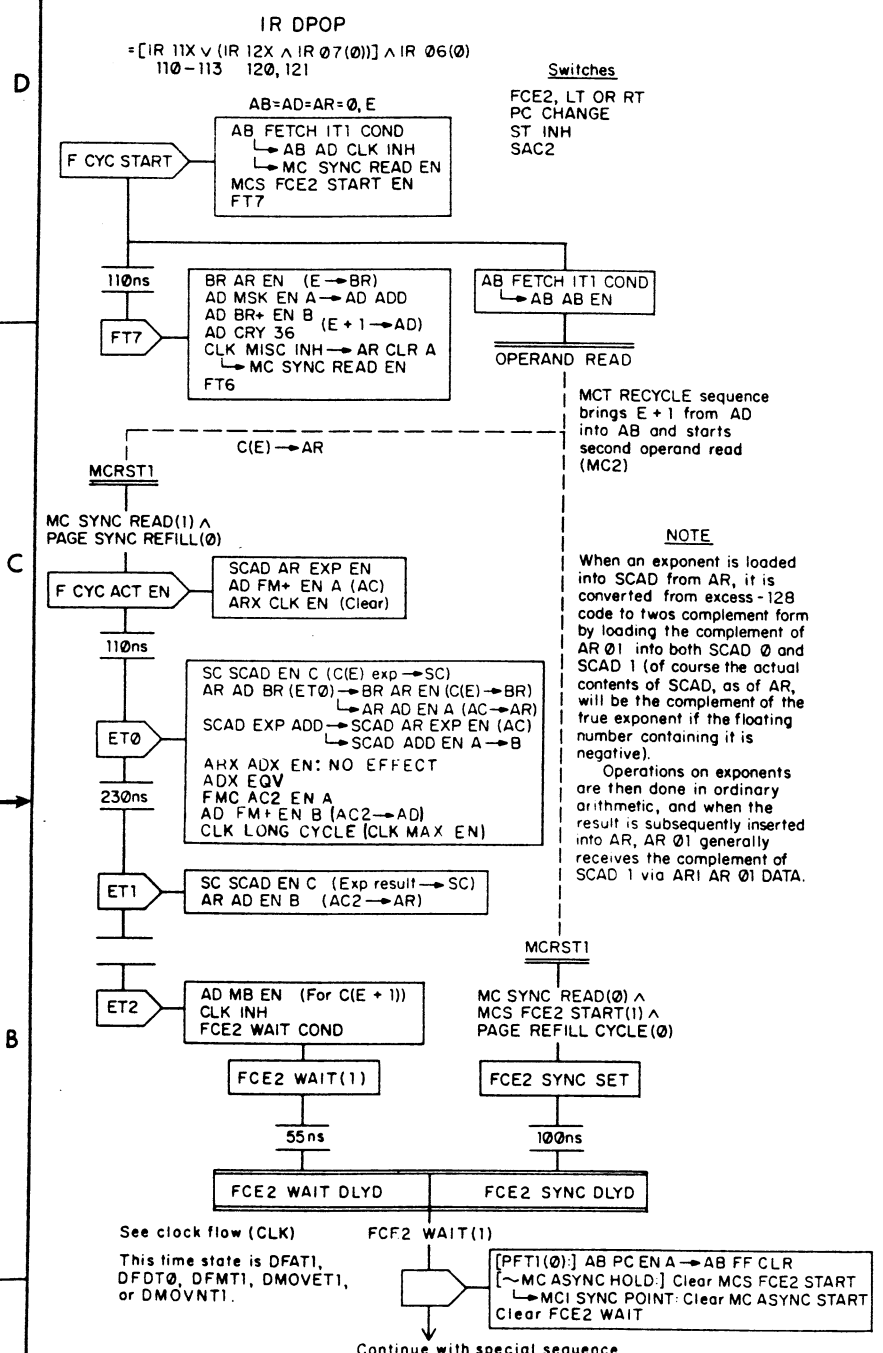 IR DPOP
=[IR 11X ∨ (IR 12X ∧ IR Ø7(Ø))] ∧ IR Ø6(Ø)
110-113 120, 121
D
Switches
FCE2, LT OR RT
PC CHANGE
ST INH
SAC2
AB=AD=AR=Ø, E
F CYC START
AB FETCH IT1 COND
↳ AB AD CLK INH
↳ MC SYNC READ EN
MCS FCE2 START EN
FT7
11Øns
FT7
BR AR EN (E → BR)
AD MSK EN A → AD ADD
AD BR+ EN B
AD CRY 36 (E + 1 → AD)
CLK MISC INH → AR CLR A
↳ MC SYNC READ EN
FT6
AB FETCH IT1 COND
↳ AB AB EN
OPERAND READ
MCT RECYCLE sequence
brings E + 1 from AD
into AB and starts
second operand read
(MC2)
C(E) → AR
MCRST1
MC SYNC READ(1) ∧
PAGE SYNC REFILL(Ø)
C
F CYC ACT EN
SCAD AR EXP EN
AD FM+ EN A (AC)
ARX CLK EN (Clear)
11Øns
NOTE
When an exponent is loaded
into SCAD from AR, it is
converted from excess-128
code to twos complement form
by loading the complement of
AR Ø1 into both SCAD Ø and
SCAD 1 (of course the actual
contents of SCAD, as of AR,
will be the complement of the
true exponent if the floating
number containing it is
negative).
Operations on exponents
are then done in ordinary
arithmetic, and when the
result is subsequently inserted
into AR, AR Ø1 generally
receives the complement of
SCAD 1 via ARI AR Ø1 DATA.
ETØ
SC SCAD EN C (C(E) exp → SC)
AR AD BR (ETØ) → BR AR EN (C(E) → BR)
↳ AR AD EN A (AC → AR)
SCAD EXP ADD → SCAD AR EXP EN (AC)
↳ SCAD ADD EN A → B
ARX ADX EN: NO EFFECT
ADX EQV
FMC AC2 EN A
AD FM+ EN B (AC2 → AD)
CLK LONG CYCLE (CLK MAX EN)
23Øns
ET1
SC SCAD EN C (Exp result → SC)
AR AD EN B (AC2 → AR)
ET2
AD MB EN (For C(E + 1))
CLK INH
FCE2 WAIT COND
MCRST1
MC SYNC READ(Ø) ∧
MCS FCE2 START(1) ∧
PAGE REFILL CYCLE(Ø)
B
FCE2 WAIT(1)
FCE2 SYNC SET
55ns
1ØØns
FCE2 WAIT DLYD
FCE2 SYNC DLYD
See clock flow (CLK)
FCE2 WAIT(1)
This time state is DFAT1,
DFDTØ, DFMT1, DMOVET1,
or DMOVNT1.
[PFT1(Ø):] AB PC EN A → AB FF CLR
[~MC ASYNC HOLD:] Clear MCS FCE2 START
↳ MCI SYNC POINT: Clear MC ASYNC START
Clear FCE2 WAIT
Continue with special sequence